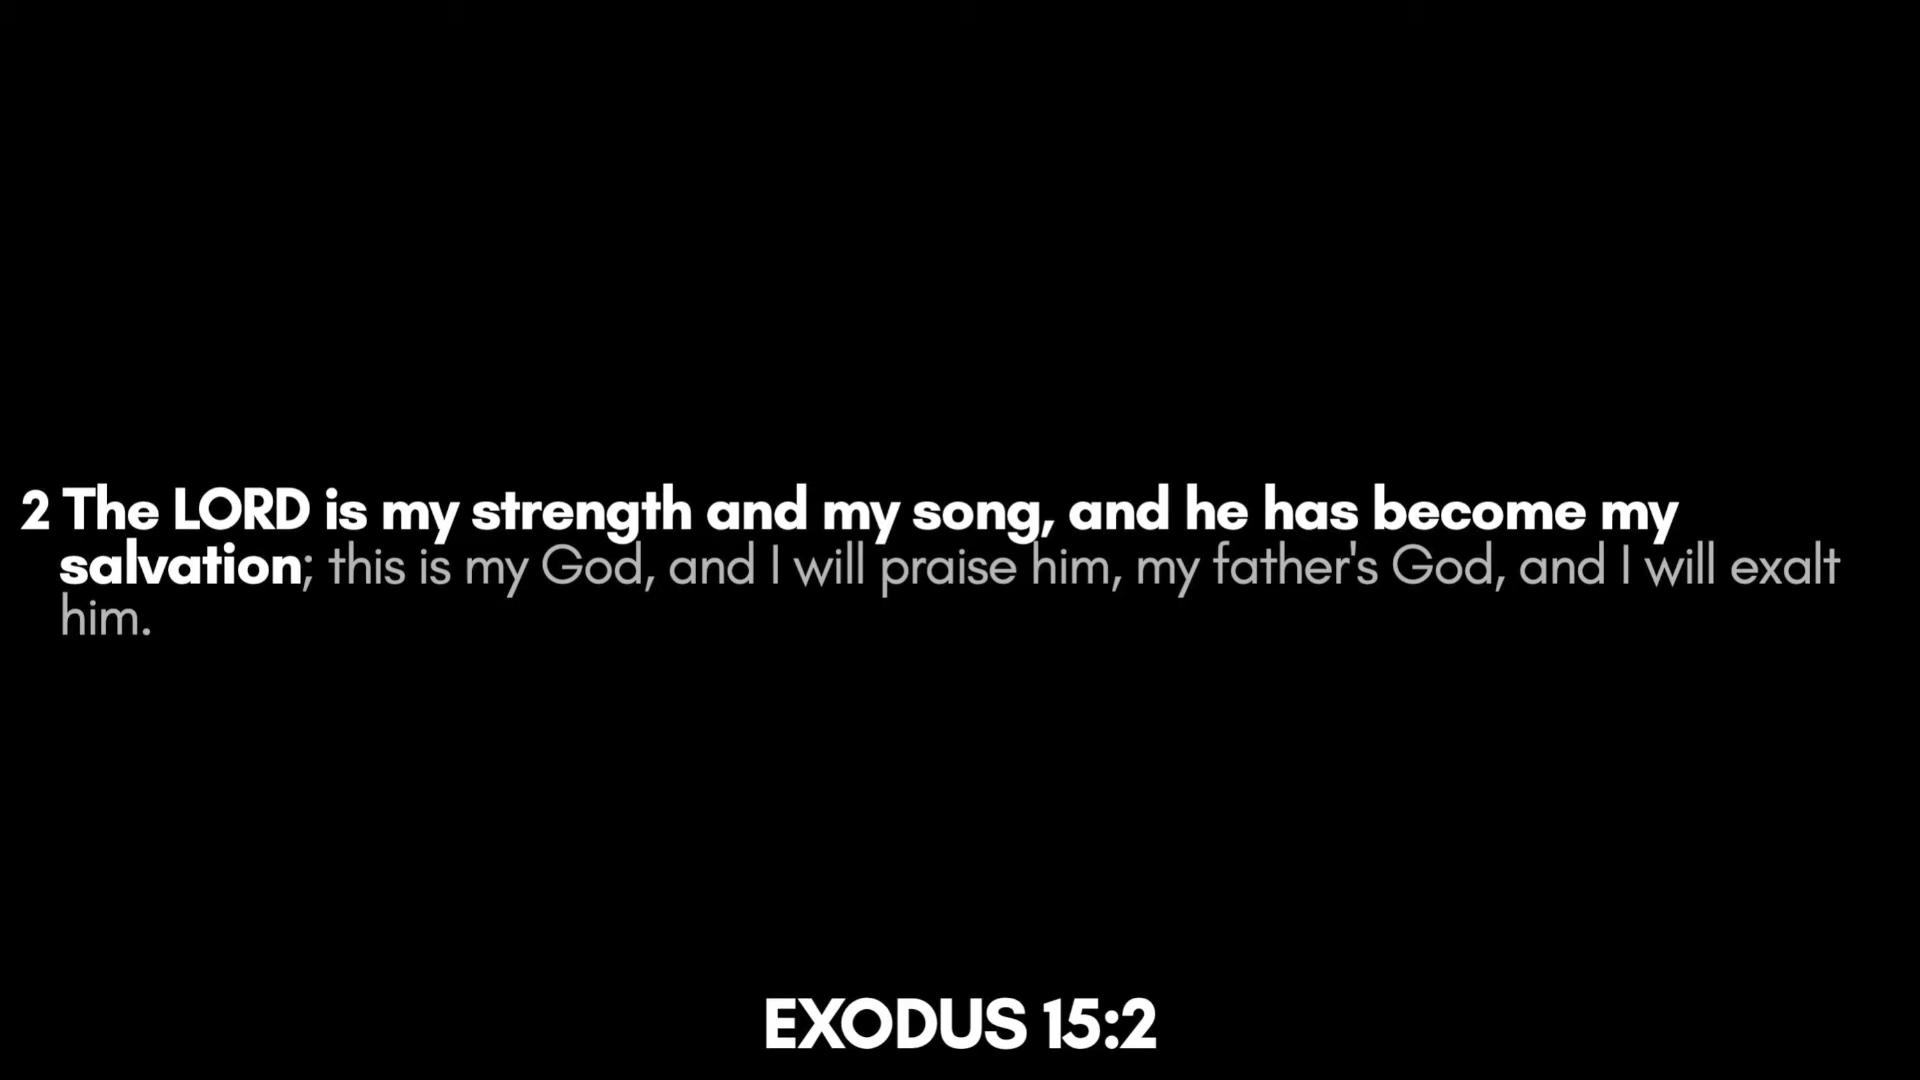 2 The LORD is my strength and my song, and he has become my
salvation; this is my God, and I will praise him, my father's God, and I will exalt
him.
EXODUS 15:2